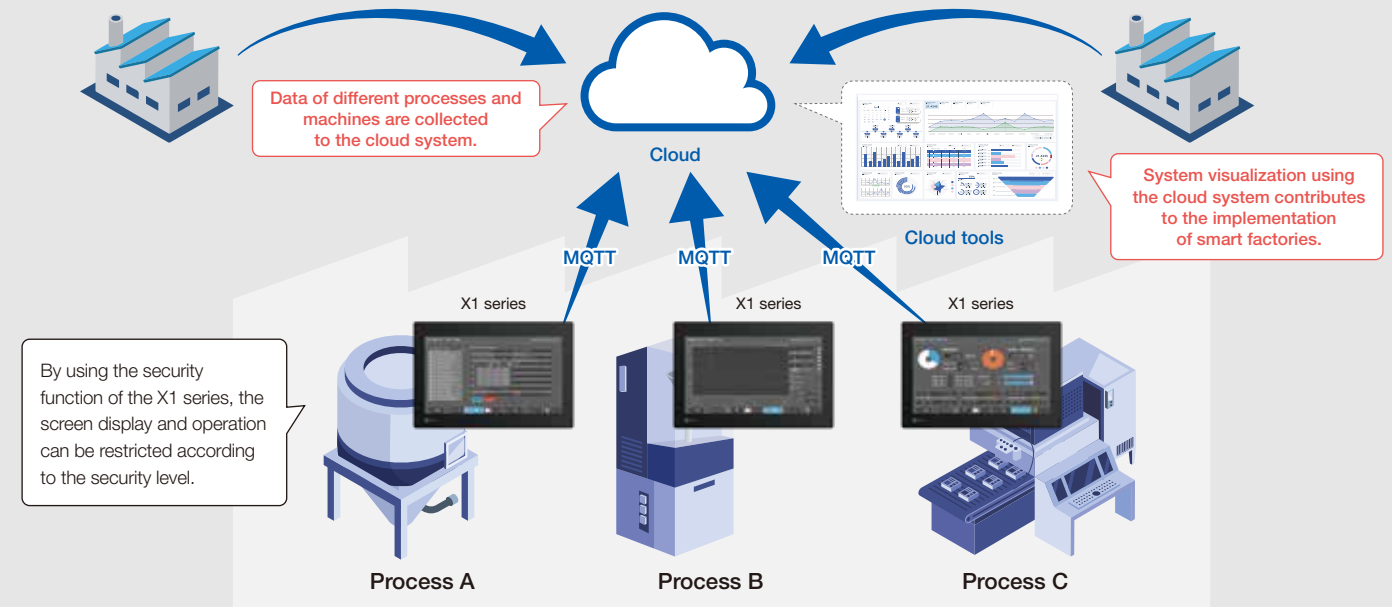 Data of different processes and
machines are collected
to the cloud system.
Cloud
Cloud tools
System visualization using
the cloud system contributes
to the implementation
of smart factories.
MQTT
MQTT
MQTT
X1 series
X1 series
X1 series
By using the security
function of the X1 series, the
screen display and operation
can be restricted according
to the security level.
Process A
Process B
Process C